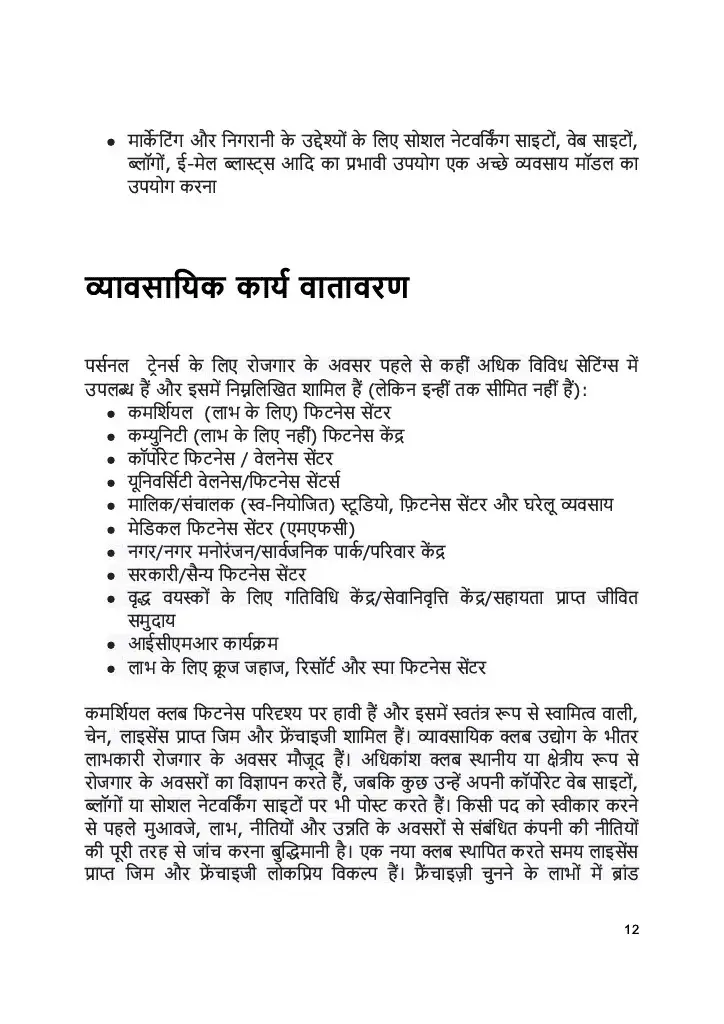 ● मार्केटिंग और निगरानी के उद्देश्यों के लिए सोशल नेटवर्किंग साइटों, वेब साइटों,
ब्लॉगों, ई-मेल ब्लास्ट्स आदि का प्रभावी उपयोग एक अच्छे व्यवसाय मॉडल का
उपयोग करना
व्यावसायिक कार्य वातावरण
पर्सनल ट्रेनर्स के लिए रोजगार के अवसर पहले से कहीं अधिक विविध सेटिंग्स में
उपलब्ध हैं और इसमें निम्नलिखित शामिल हैं (लेकिन इन्हीं तक सीमित नहीं हैं):
● कमर्शियल (लाभ के लिए) फिटनेस सेंटर
● कम्युनिटी (लाभ के लिए नहीं) फिटनेस केंद्र
● कॉर्पोरेट फिटनेस / वेलनेस सेंटर
● यूनिवर्सिटी वेलनेस/फिटनेस सेंटर्स
● मालिक/संचालक (स्व-नियोजित) स्टूडियो, फ़िटनेस सेंटर और घरेलू व्यवसाय
● मेडिकल फिटनेस सेंटर (एमएफसी)
● नगर/नगर मनोरंजन/सार्वजनिक पार्क/परिवार केंद्र
● सरकारी/सैन्य फिटनेस सेंटर
● वृद्ध वयस्कों के लिए गतिविधि केंद्र/सेवानिवृत्ति केंद्र/सहायता प्राप्त जीवित
समुदाय
● आईसीएमआर कार्यक्रम
● लाभ के लिए क्रूज जहाज, रिसॉर्ट और स्पा फिटनेस सेंटर
कमर्शियल क्लब फिटनेस परिदृश्य पर हावी हैं और इसमें स्वतंत्र रूप से स्वामित्व वाली,
चेन, लाइसेंस प्राप्त जिम और फ्रेंचाइजी शामिल हैं। व्यावसायिक क्लब उद्योग के भीतर
लाभकारी रोजगार के अवसर मौजूद हैं। अधिकांश क्लब स्थानीय या क्षेत्रीय रूप से
रोजगार के अवसरों का विज्ञापन करते हैं, जबकि कुछ उन्हें अपनी कॉर्पोरेट वेब साइटों,
ब्लॉगों या सोशल नेटवर्किंग साइटों पर भी पोस्ट करते हैं। किसी पद को स्वीकार करने
से पहले मुआवजे, लाभ, नीतियों और उन्नति के अवसरों से संबंधित कंपनी की नीतियों
की पूरी तरह से जांच करना बुद्धिमानी है। एक नया क्लब स्थापित करते समय लाइसेंस
प्राप्त जिम और फ्रेंचाइजी लोकप्रिय विकल्प हैं। फ्रैंचाइज़ी चुनने के लाभों में ब्रांड
12